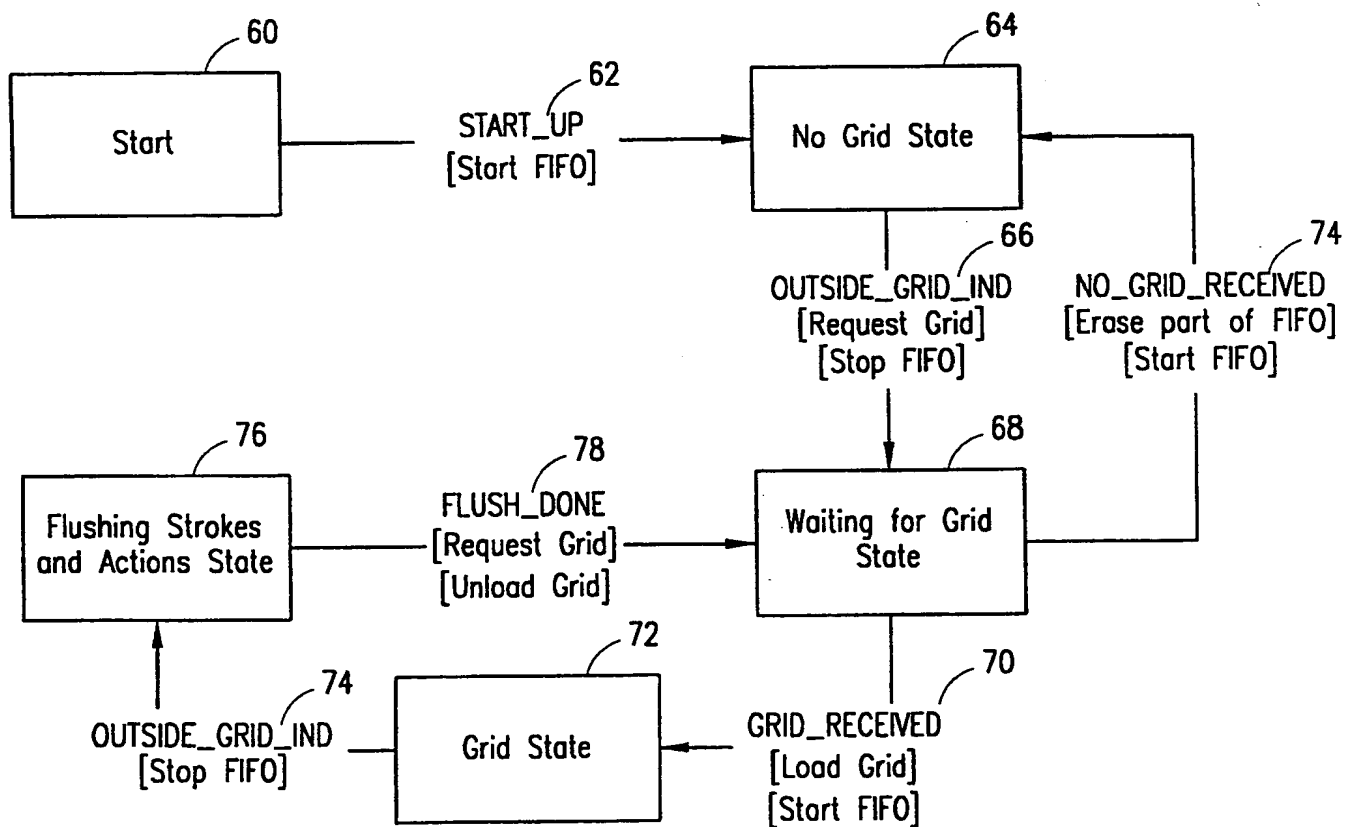 60
Start
62
START_UP
[Start FIFO]
64
No Grid State
66
OUTSIDE_GRID_IND
[Request Grid]
[Stop FIFO]
74
NO_GRID_RECEIVED
[Erase part of FIFO]
[Start FIFO]
76
Flushing Strokes
and Actions State
78
FLUSH_DONE
[Request Grid]
[Unload Grid]
68
Waiting for Grid
State
74
OUTSIDE_GRID_IND
[Stop FIFO]
72
Grid State
70
GRID_RECEIVED
[Load Grid]
[Start FIFO]